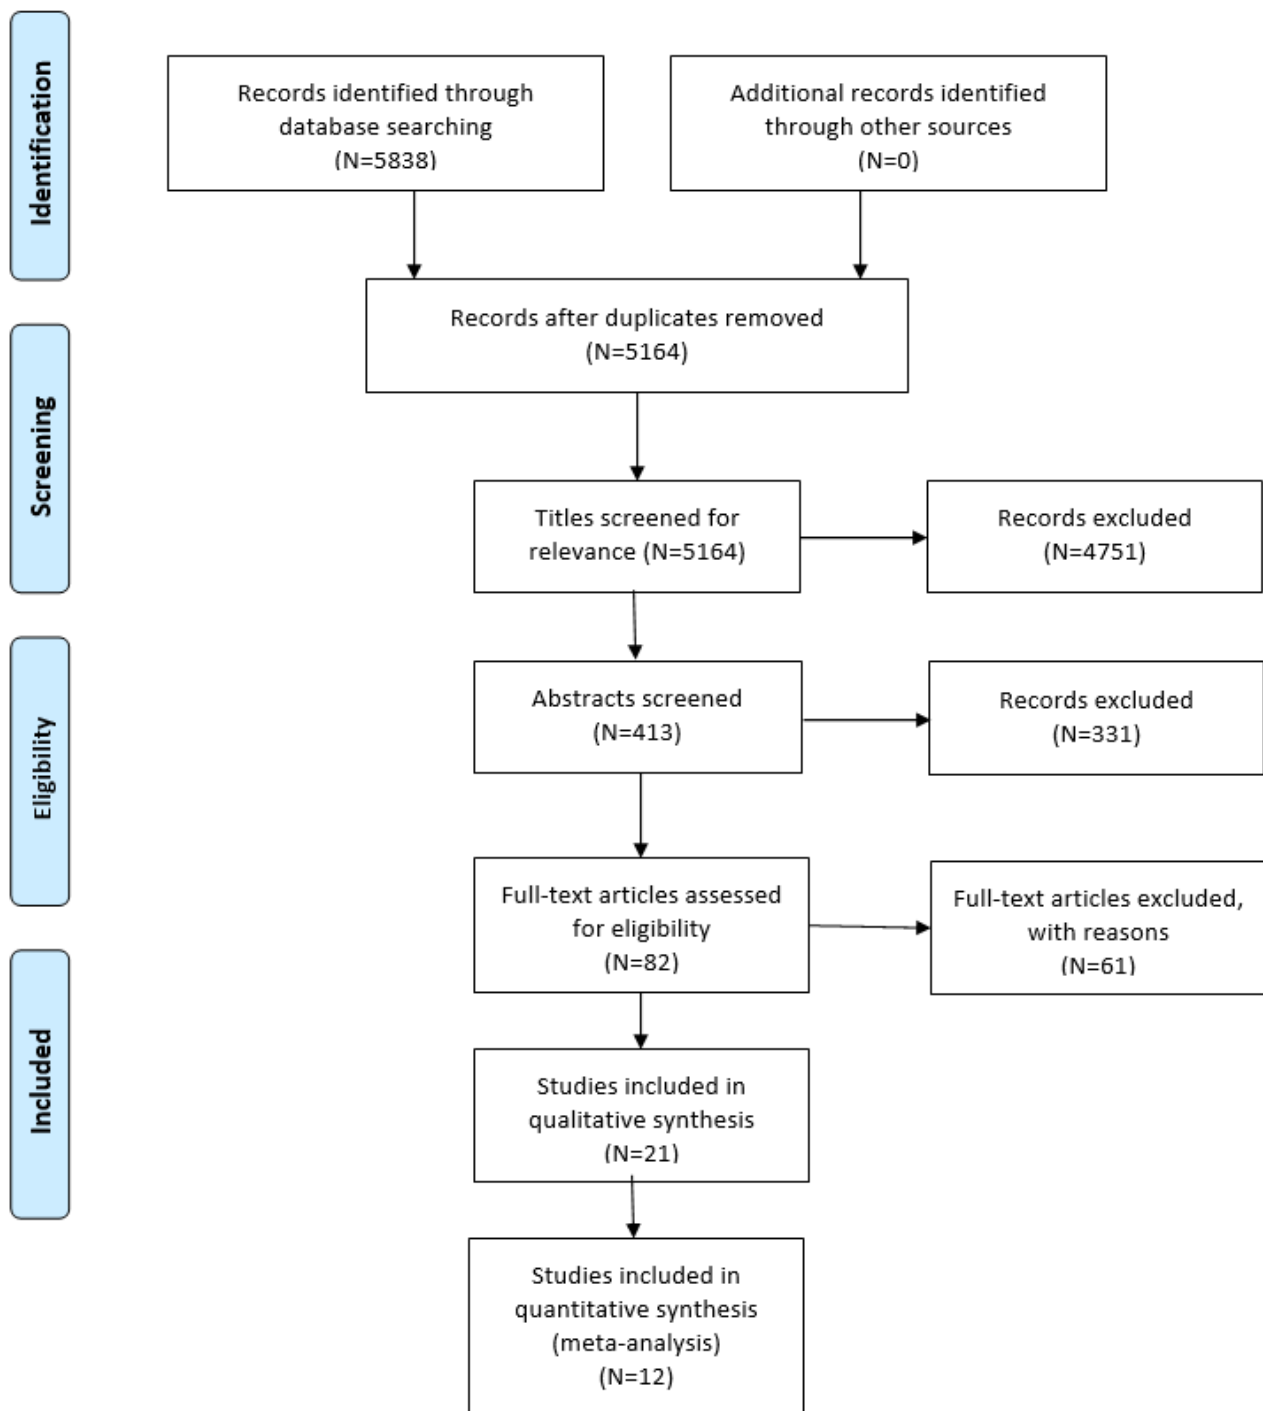 Identification
Records identified through
database searching
(N=5838)
Additional records identified
through other sources
(N=0)
Records after duplicates removed
(N=5164)
Screening
Titles screened for
relevance (N=5164)
Records excluded
(N=4751)
Eligibility
Abstracts screened
(N=413)
Records excluded
(N=331)
Full-text articles assessed
for eligibility
(N=82)
Full-text articles excluded,
with reasons
(N=61)
Included
Studies included in
qualitative synthesis
(N=21)
Studies included in
quantitative synthesis
(meta-analysis)
(N=12)